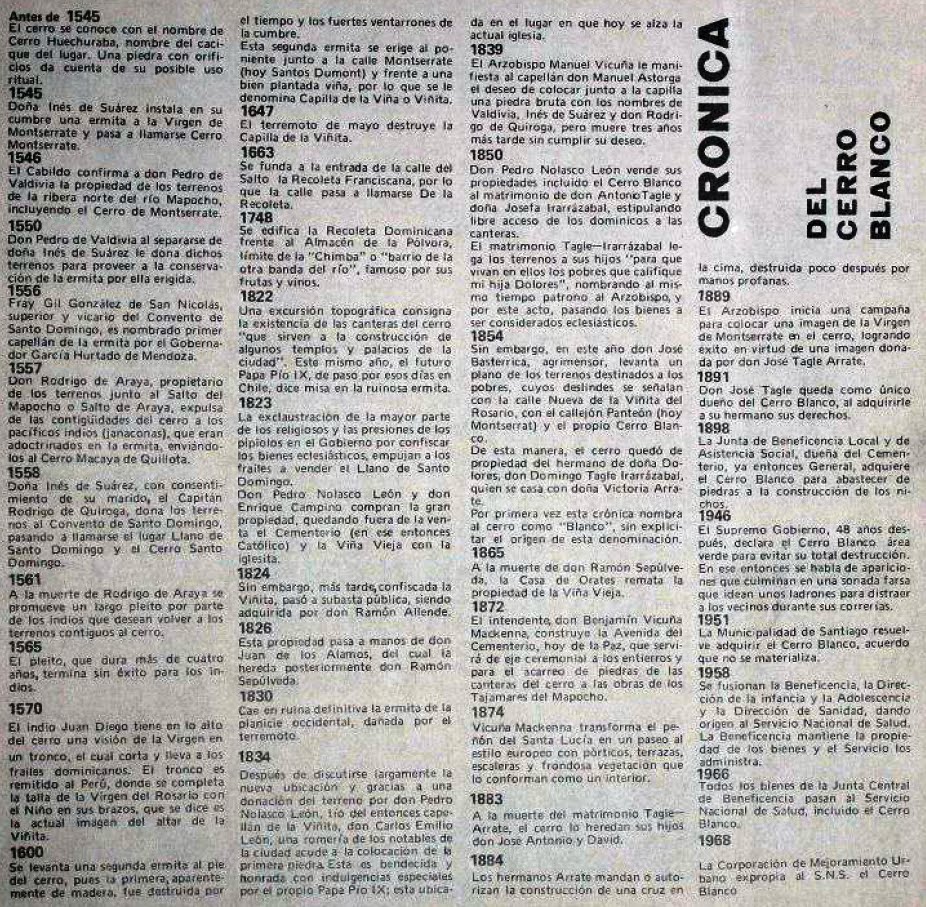 Antes de 1545
El cerro se conoce con el nombre de
Cerro Huechuraba, nombre del caci-
que del lugar. Una piedra con orifi-
cios da cuenta de su posible uso
ritual.
1545
Doña Inés de Suárez instala en su
cumbre una ermita a la Virgen de
Montserrate y pasa a llamarse Cerro
Montserrate.
1546
El Cabildo confirma a don Pedro de
Valdivia la propiedad de los terrenos
de la ribera norte del río Mapocho,
incluyendo el Cerro de Montserrate.
1550
Don Pedro de Valdivia al separarse de
doña Inés de Suárez le dona dichos
terrenos para proveer a la conserva-
ción de la ermita por ella erigida.
1556
Fray Gil González de San Nicolás,
superior y vicario del Convento de
Santo Domingo, es nombrado primer
capellán de la ermita por el Goberna-
dor García Hurtado de Mendoza.
1557
Don Rodrigo de Araya, propietario
de los terrenos junto al Salto del
Mapocho o Salto de Araya, expulsa
de las contigüidades del cerro a los
pacíficos indios (janaconas), que eran
adoctrinados en la ermita, enviándo-
los al Cerro Macaya de Quillota.
1558
Doña Inés de Suárez, con consenti-
miento de su marido, el Capitán
Rodrigo de Quiroga, dona los terre-
nos al Convento de Santo Domingo,
pasando a llamarse el lugar Llano de
Santo Domingo y el Cerro Santo
Domingo.
1561
A la muerte de Rodrigo de Araya se
promueve un largo pleito por parte
de los indios que desean volver a los
terrenos contiguos al cerro.
1565
El pleito, que dura más de cuatro
años, termina sin éxito para los in-
dios.
1570
El indio Juan Diego tiene en lo alto
del cerro una visión de la Virgen en
un tronco, el cual corta y lleva a los
frailes dominicanos. El tronco es
remitido al Perú, donde se completa
la talla de la Virgen del Rosario con
el Niño en sus brazos, que se dice es
la actual imagen del altar de la
Viñita.
1600
Se levanta una segunda ermita al pie
del cerro, pues la primera, aparente-
mente de madera, fue destruida por
el tiempo y los fuertes ventarrones de
la cumbre.
Esta segunda ermita se erige al po-
niente junto a la calle Montserrate
(hoy Santos Dumont) y frente a una
bien plantada viña, por lo que se le
denomina Capilla de la Viña o Viñita.
1647
El terremoto de mayo destruye la
Capilla de la Viñita.
1663
Se funda a la entrada de la calle del
Salto la Recoleta Franciscana, por lo
que la calle pasa a llamarse De la
Recoleta.
1748
Se edifica la Recoleta Dominicana
frente al Almacén de la Pólvora,
límite de la "Chimba" o "barrio de la
otra banda del río", famoso por sus
frutas y vinos.
1822
Una excursión topográfica consigna
la existencia de las canteras del cerro
"que sirven a la construcción de
algunos templos y palacios de la
ciudad". Este mismo año, el futuro
Papa Pío IX, de paso por esos días en
Chile, dice misa en la ruinosa ermita.
1823
La exclaustración de la mayor parte
de los religiosos y las presiones de los
pipiolos en el Gobierno por confiscar
los bienes eclesiásticos, empujan a los
frailes a vender el Llano de Santo
Domingo.
Don Pedro Nolasco León y don
Enrique Campino compran la gran
propiedad, quedando fuera de la ven-
ta el Cementerio (en ese entonces
Católico) y la Viña Vieja con la
iglesita.
1824
Sin embargo, más tarde, confiscada la
Viñita, pasó a subasta pública, siendo
adquirida por don Ramón Allende.
1826
Esta propiedad pasa a manos de don
Juan de los Alamos, del cual la
hereda posteriormente don Ramón
Sepúlveda.
1830
Cae en ruina definitiva la ermita de la
planicie occidental, dañada por el
terremoto.
1834
Después de discutirse largamente la
nueva ubicación y gracias a una
donación del terreno por don Pedro
Nolasco León, tío del entonces cape-
llán de la Viñita, don Carlos Emilio
León, una romería de los notables de
la ciudad acude a la colocación de la
primera piedra. Esta es bendecida y
honrada con indulgencias especiales
por el propio Papa Pío IX; esta ubica-
da en el lugar en que hoy se alza la
actual iglesia.
1839
El Arzobispo Manuel Vicuña le mani-
fiesta al capellán don Manuel Astorga
el deseo de colocar junto a la capilla
una piedra bruta con los nombres de
Valdivia, Inés de Suárez y don Rodri-
go de Quiroga, pero muere tres años
más tarde sin cumplir su deseo.
1850
Don Pedro Nolasco León vende sus
propiedades incluido el Cerro Blanco
al matrimonio de don Antono Tagle y
doña Josefa Irarrázabal, estipulando
libre acceso de los dominicos a las
canteras.
El matrimonio Tagle—Irarrázabal le-
ga los terrenos a sus hijos "para que
vivan en ellos los pobres que califique
mi hija Dolores", nombrando al mis-
mo tiempo patrono al Arzobispo, y
por este acto, pasando los bienes a
ser considerados eclesiásticos.
1854
Sin embargo, en este año don José
Basterrica, agrimensor, levanta un
plano de los terrenos destinados a los
pobres, cuyos deslindes se señalan
con la calle Nueva de la Viñita del
Rosario, con el callejón Panteón (hoy
Montserrat) y el propio Cerro Blan-
co.
De esta manera, el cerro quedó de
propiedad del hermano de doña Do-
lores, don Domingo Tagle Irarrázabal,
quien se casa con doña Victoria Arra-
te.
Por primera vez esta crónica nombra
al cerro como "Blanco", sin explici-
tar el origen de esta denominación.
1865
A la muerte de don Ramón Sepúlve-
da, la Casa de Orates remata la
propiedad de la Viña Vieja.
1872
El intendente, don Benjamín Vicuña
Mackenna, construye la Avenida del
Cementerio, hoy de la Paz, que servi-
rá de eje ceremonial a los entierros y
para el acarreo de piedras de las
canteras del cerro a las obras de los
Tajamares del Mapocho.
1874
Vicuña Mackenna transforma el pe-
ñón del Santa Lucía en un paseo al
estilo europeo con pórticos, terrazas,
escaleras y frondosa vegetación que
lo conforman como un interior.
1883
A la muerte del matrimonio Tagle—
Arrate, el cerro lo heredan sus hijos
don José Antonio y David.
1884
Los hermanos Arrate mandan o auto-
rizan la construcción de una cruz en
CRONICA
DEL
CERRO
BLANCO
la cima, destruida poco después por
manos profanas.
1889
El Arzobispo inicia una campaña
para colocar una imagen de la Virgen
de Montserrate en el cerro, logrando
éxito en virtud de una imagen dona-
da por don José Tagle Arrate.
1891
Don José Tagle queda como único
dueño del Cerro Blanco, al adquirirle
a su hermano sus derechos.
1898
La Junta de Beneficencia Local y de
Asistencia Social, dueña del Cemen-
terio, ya entonces General, adquiere
el Cerro Blanco para abastecer de
piedras a la construcción de los ni-
chos.
1946
El Supremo Gobierno, 48 años des-
pués, declara el Cerro Blanco área
verde para evitar su total destrucción.
En ese entonces se habla de aparicio-
nes que culminan en una sonada farsa
que idean unos ladrones para distraer
a los vecinos durante sus correrías.
1951
La Municipalidad de Santiago resuel-
ve adquirir el Cerro Blanco, acuerdo
que no se materializa.
1958
Se fusionan la Beneficencia, la Direc-
ción de la infancia y la Adolescencia
y la Dirección de Sanidad, dando
origen al Servicio Nacional de Salud.
La Beneficencia mantiene la propie-
dad de los bienes y el Servicio los
administra.
1966
Todos los bienes de la Junta Central
de Beneficencia pasan al Servicio
Nacional de Salud, incluido el Cerro
Blanco.
1968
La Corporación de Mejoramiento Ur-
bano expropia al S.N.S. el Cerro
Blanco